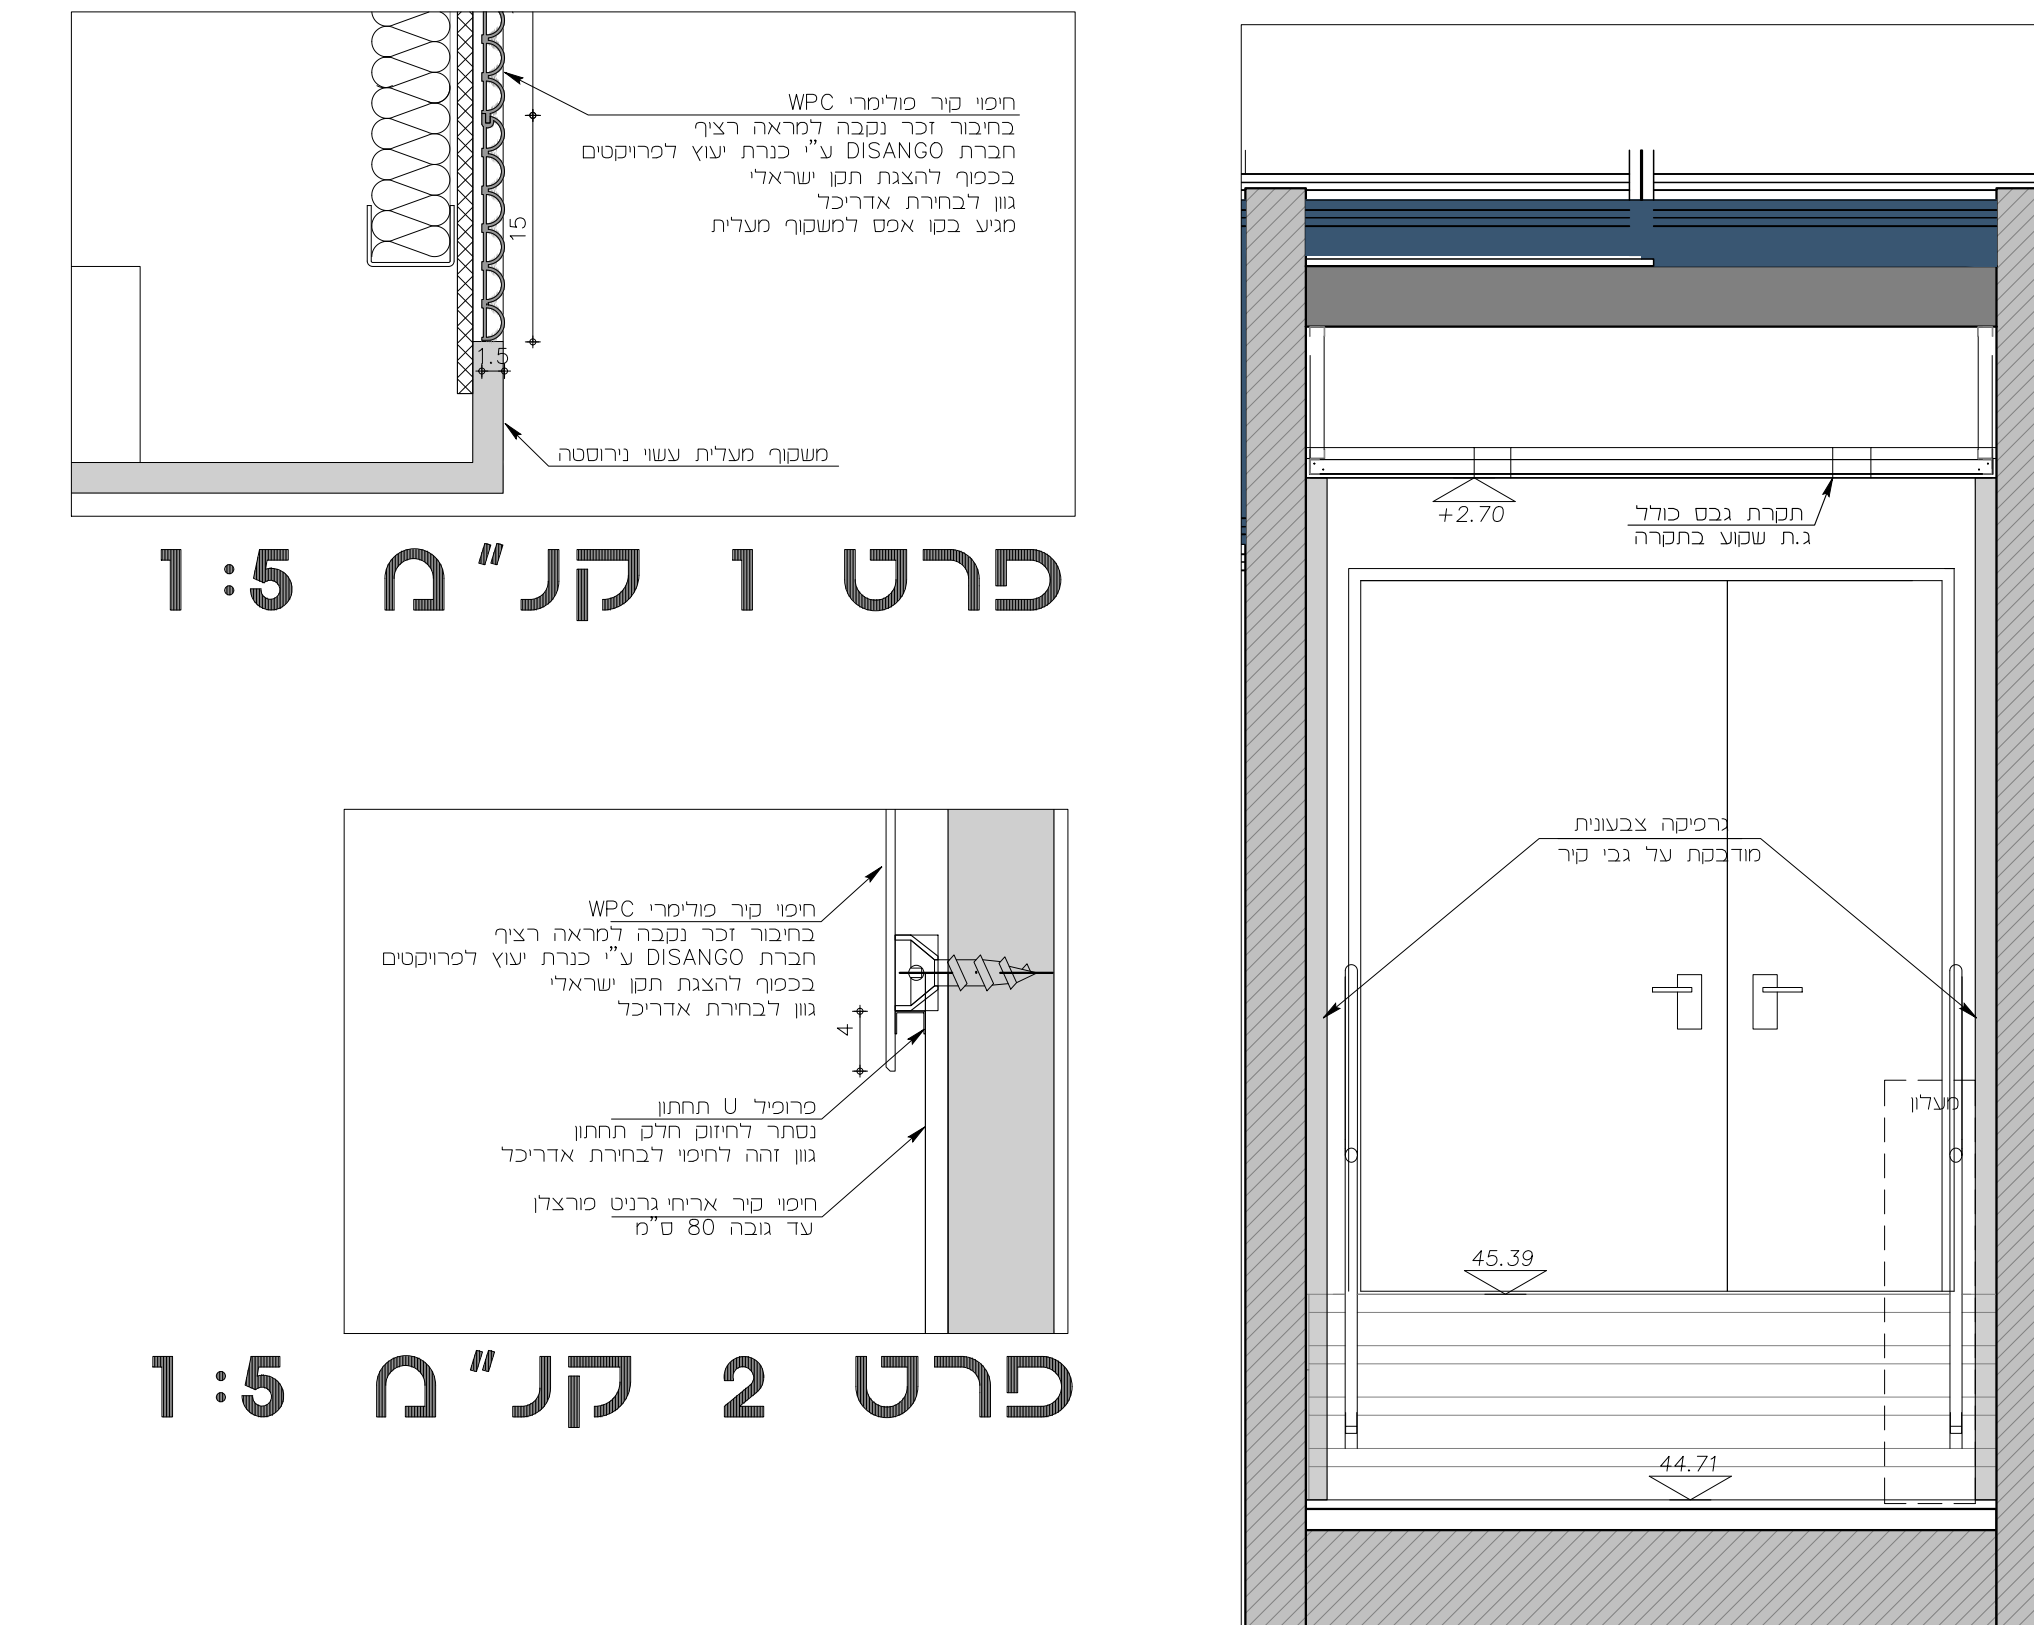 חיפוי קיר פולימרי WPC
בחיבור זכר נקבה למראה רציף
חברת DISANGO ע"י כנרת יעוץ לפרויקטים
בכפוף להצגת תקן ישראלי
גוון לבחירת אדריכל
מגיע בקו אפס למשקוף מעלית
15
1.5
משקוף מעלית עשוי נירוסטה
פרט 1 קנ"מ 1:5
חיפוי קיר פולימרי WPC
בחיבור זכר נקבה למראה רציף
חברת DISANGO ע"י כנרת יעוץ לפרויקטים
בכפוף להצגת תקן ישראלי
גוון לבחירת אדריכל
4
פרופיל U תחתון
נסתר לחיזוק חלק תחתון
גוון זהה לחיפוי לבחירת אדריכל
חיפוי קיר אריחי גרניט פורצלן
עד גובה 80 ס"מ
פרט 2 קנ"מ 1:5
+2.70
תקרת גבס כולל
ג.ת שקוע בתקרה
גרפיקה צבעונית
מודבקת על גבי קיר
מעלון
45.39
44.71